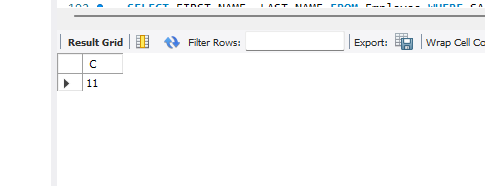 SELECT FIRST_NAME, LAST_NAME FROM Employee WHERE
Result Grid Filter Rows: Export: Wrap Cell Co
C
11